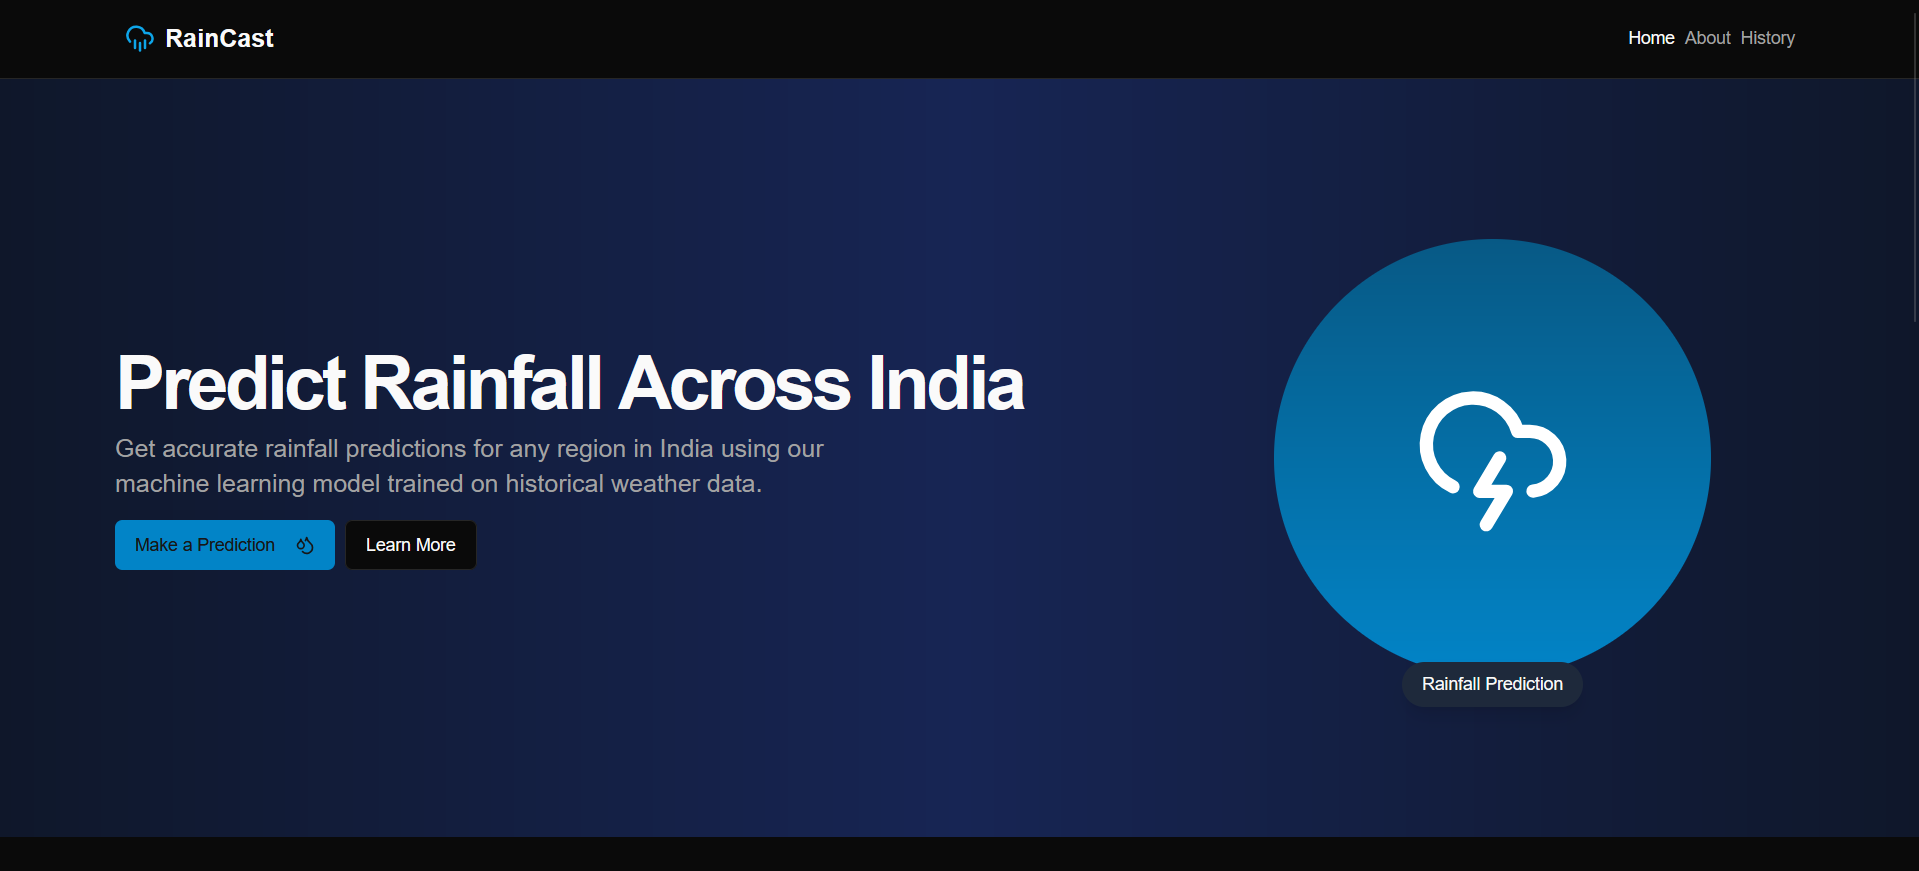 RainCast
Home About History
Predict Rainfall Across India
Get accurate rainfall predictions for any region in India using our
machine learning model trained on historical weather data.
Make a Prediction
Learn More
Rainfall Prediction